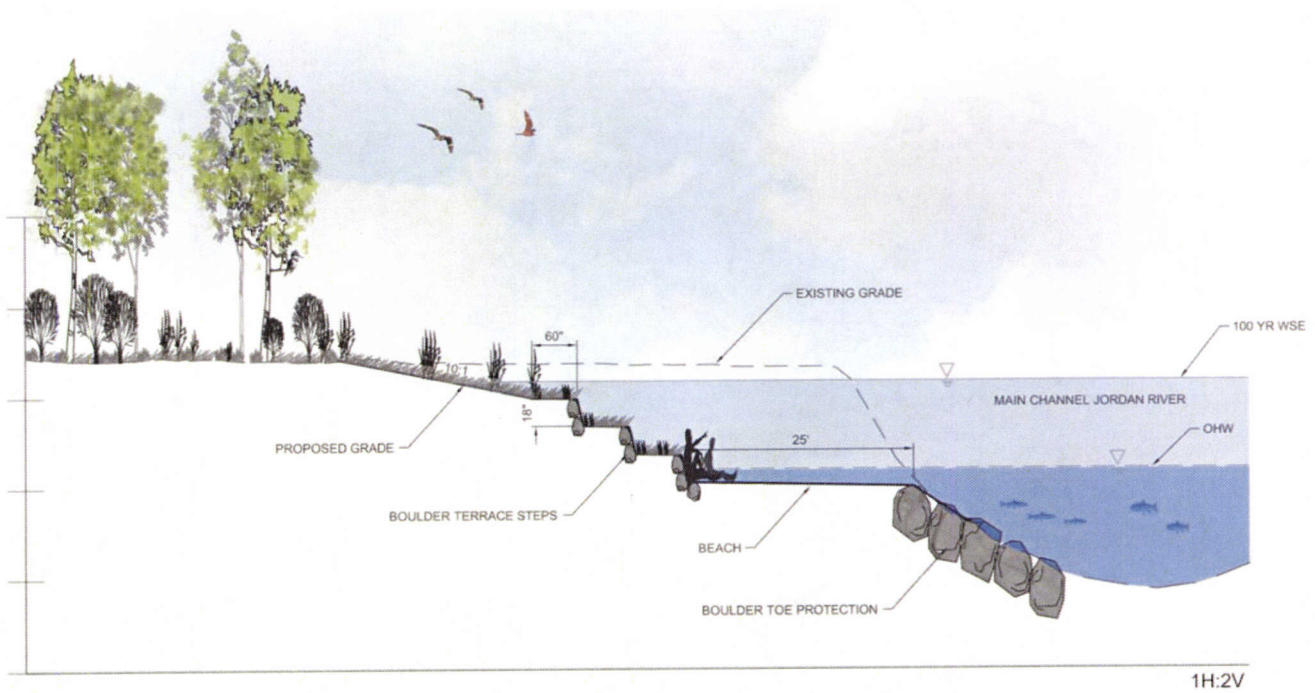 EXISTING GRADE
100 YR WSE
60"
10:1
MAIN CHANNEL JORDAN RIVER
18"
OHW
25'
PROPOSED GRADE
BOULDER TERRACE STEPS
BEACH
BOULDER TOE PROTECTION
1H:2V